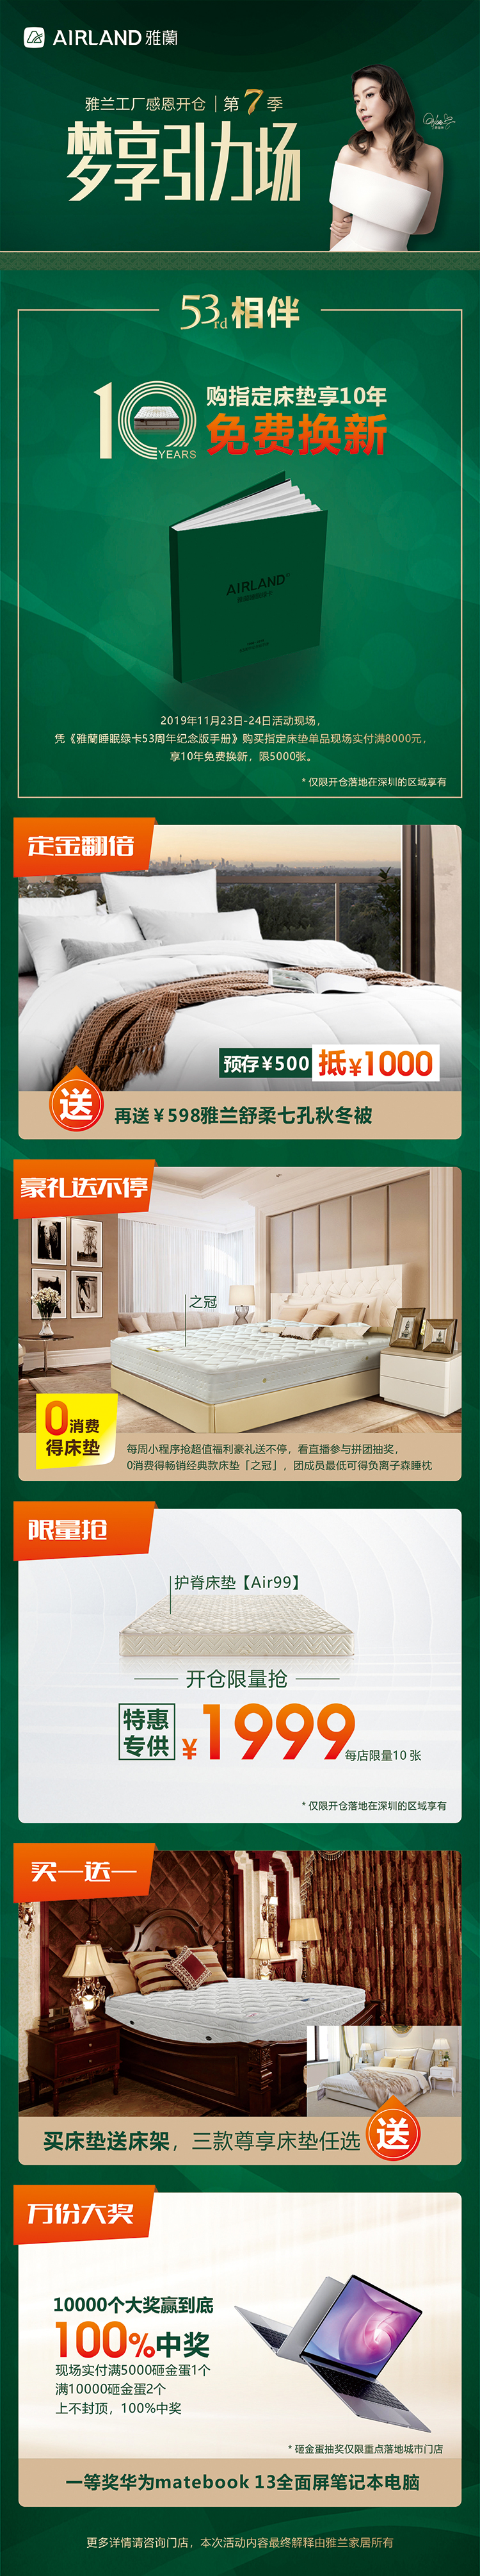 AIRLAND 雅蘭
雅兰工厂感恩开仓 | 第7季
梦享引力场
53rd 相伴
10 YEARS
购指定床垫享10年
免费换新
AIRLAND
2019年11月23日-24日活动现场，
凭《雅蘭睡眠绿卡53周年纪念版手册》购买指定床垫单品现场实付满8000元，
享10年免费换新，限5000张。
* 仅限开仓落地在深圳的区域享有
定金翻倍
预存¥500 抵¥1000
送
再送¥598雅兰舒柔七孔秋冬被
豪礼送不停
之冠
0消费
得床垫
每周小程序抢超值福利豪礼送不停，看直播参与拼团抽奖，
0消费得畅销经典款床垫「之冠」，团成员最低可得负离子森睡枕
限量抢
护脊床垫【Air99】
开仓限量抢
特惠
专供
¥1999
每店限量10 张
* 仅限开仓落地在深圳的区域享有
买一送一
买床垫送床架，三款尊享床垫任选
送
万份大奖
10000个大奖赢到底
100%中奖
现场实付满5000砸金蛋1个
满10000砸金蛋2个
上不封顶，100%中奖
* 砸金蛋抽奖仅限重点落地城市门店
一等奖华为matebook 13全面屏笔记本电脑
更多详情请咨询门店，本次活动内容最终解释由雅兰家居所有